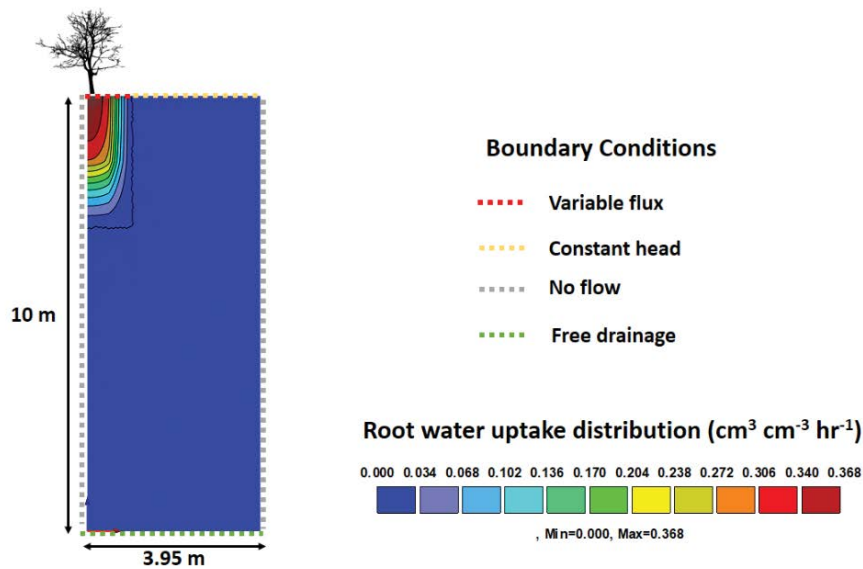 Boundary Conditions
Variable flux
Constant head
No flow
Free drainage
10 m
3.95 m
Root water uptake distribution (cm³ cm⁻³ hr⁻¹)
0.000 0.034 0.068 0.102 0.136 0.170 0.204 0.238 0.272 0.306 0.340 0.368
, Min=0.000, Max=0.368